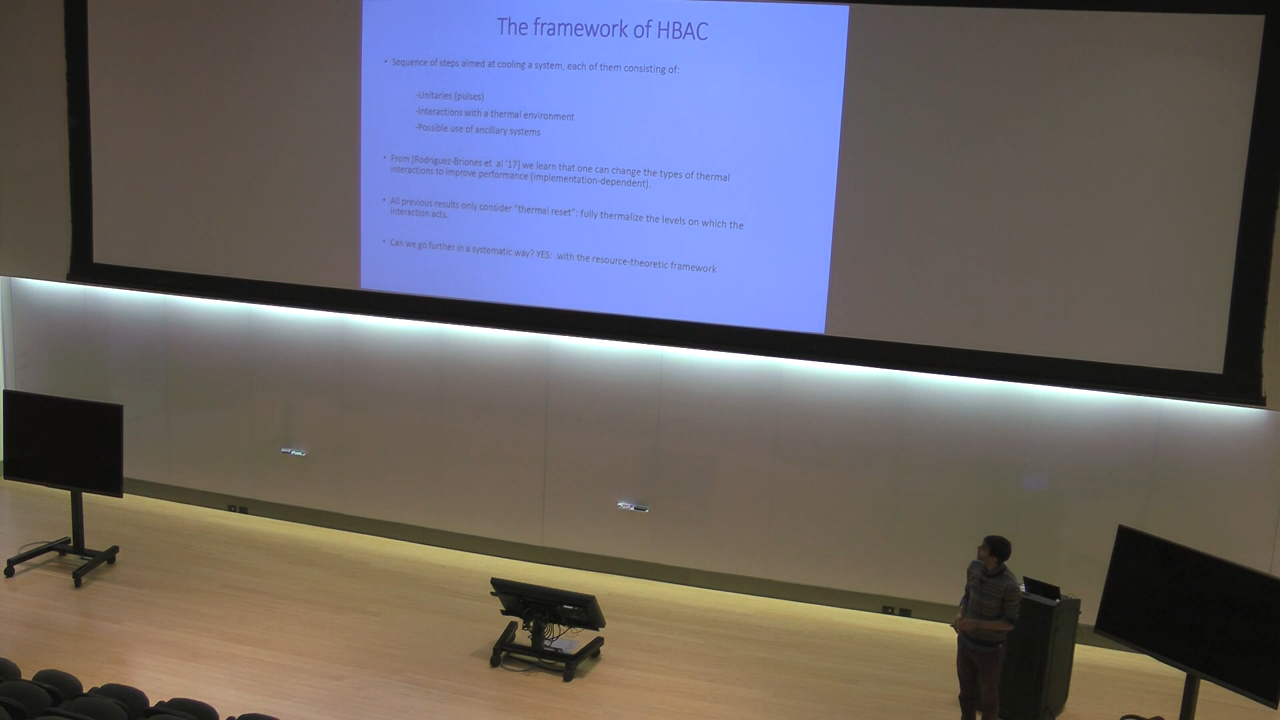 The framework of HBAC
• Sequence of steps aimed at cooling a system, each of them consisting of:
-Unitaries (pulses)
-Interactions with a thermal environment
-Possible use of ancillary systems
• From [Rodriguez-Briones et al '17] we learn that one can change the types of thermal
interactions to improve performance (implementation-dependent).
• All previous results only consider "thermal reset": fully thermalize the levels on which the
interaction acts.
• Can we go further in a systematic way? YES: with the resource-theoretic framework